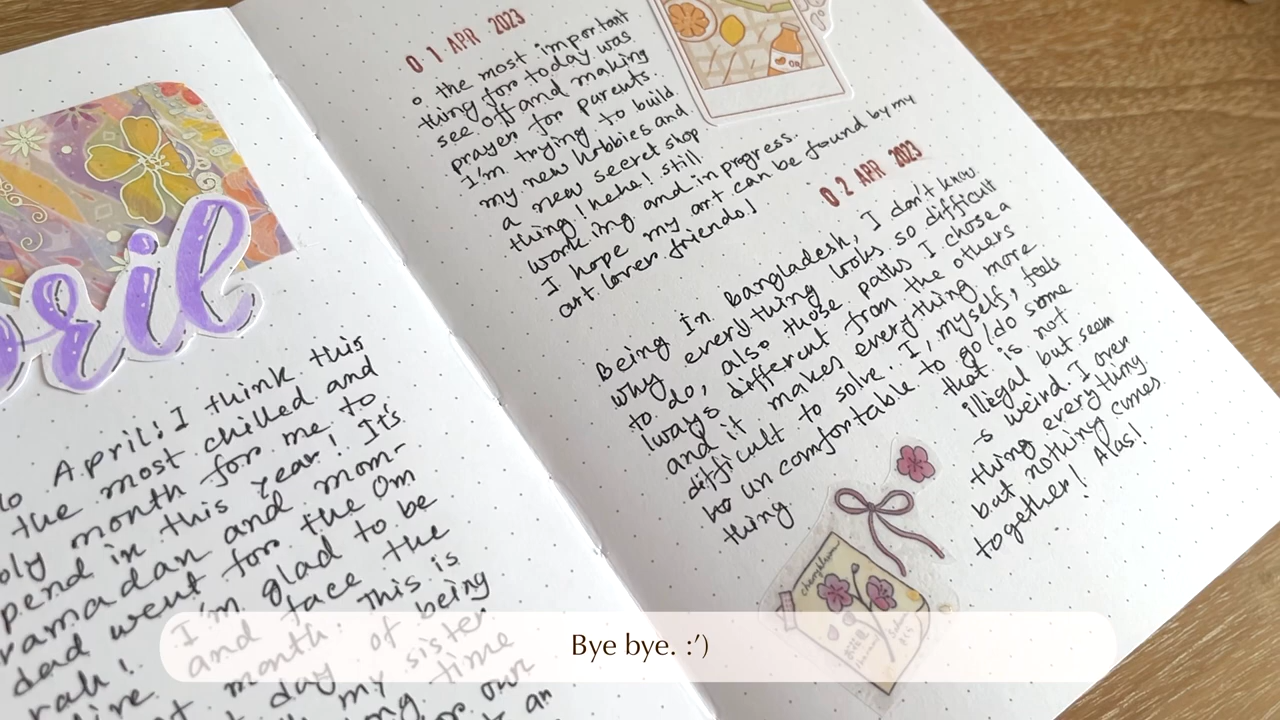 oril
do April! I think this
the most chilled and
oly month for me to
pend in this year! It's
ramadan and mom-
dad went for the Om
rah! I'm glad to be
and face the
month. This is
day of being
my sister
time
our
an
01 APR 2023
o the most important
thing for today was
see off and making
prayer for parents.
I'm trying to build
my new hobbies and
a new secret shop
thing! hehe! still
working and in progress.
I hope my art can be found by my
art lover friends!
OR
02 APR 2023
Being In bangladesh, I don't know
why everything looks so difficult
to do, also those paths I chose a
lways different from the others
and it makes everything more
difficult to solve. I, myself, feels
so uncomfortable to go/do some
thing that is not
illegal but seem
s weird. I over
thing everything
but nothing cames
together! Alas!
Bye bye. :')